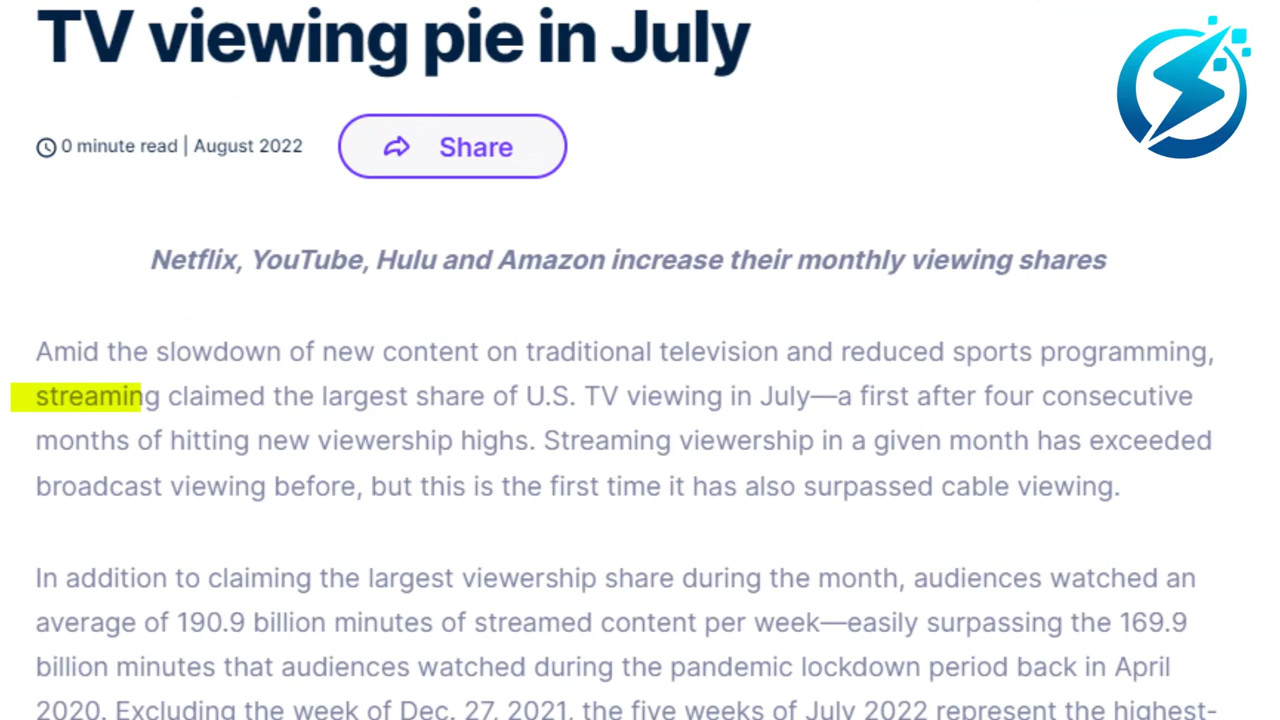 TV viewing pie in July
0 minute read | August 2022
Share
Netflix, YouTube, Hulu and Amazon increase their monthly viewing shares
Amid the slowdown of new content on traditional television and reduced sports programming,
streaming claimed the largest share of U.S. TV viewing in July—a first after four consecutive
months of hitting new viewership highs. Streaming viewership in a given month has exceeded
broadcast viewing before, but this is the first time it has also surpassed cable viewing.
In addition to claiming the largest viewership share during the month, audiences watched an
average of 190.9 billion minutes of streamed content per week—easily surpassing the 169.9
billion minutes that audiences watched during the pandemic lockdown period back in April
2020. Excluding the week of Dec. 27, 2021, the five weeks of July 2022 represent the highest-